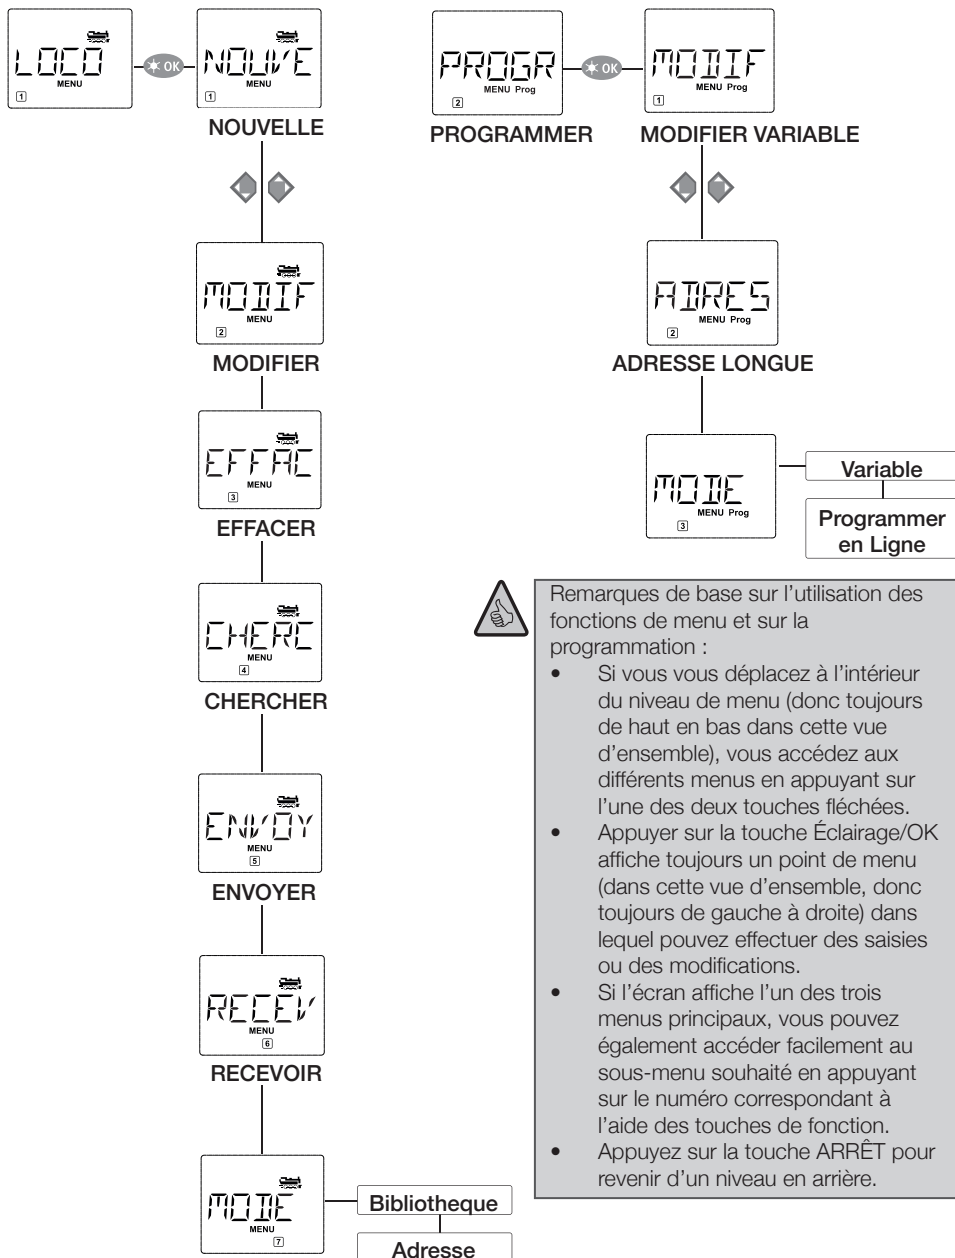 LOCO
MENU
1
OK
NOUVE
MENU
1
NOUVELLE
MODIF
MENU
2
MODIFIER
EFFAC
MENU
3
EFFACER
CHERC
MENU
4
CHERCHER
ENVOY
MENU
5
ENVOYER
RECEV
MENU
6
RECEVOIR
MODE
MENU
7
Bibliotheque
Adresse
PROGR
MENU Prog
2
PROGRAMMER
OK
MODIF
MENU Prog
1
MODIFIER VARIABLE
ADRES
MENU Prog
2
ADRESSE LONGUE
MODE
MENU Prog
3
Variable
Programmer
en Ligne
Remarques de base sur l’utilisation des
fonctions de menu et sur la
programmation :
• Si vous vous déplacez à l’intérieur
du niveau de menu (donc toujours
de haut en bas dans cette vue
d’ensemble), vous accédez aux
différents menus en appuyant sur
l’une des deux touches fléchées.
• Appuyer sur la touche Éclairage/OK
affiche toujours un point de menu
(dans cette vue d’ensemble, donc
toujours de gauche à droite) dans
lequel pouvez effectuer des saisies
ou des modifications.
• Si l’écran affiche l’un des trois
menus principaux, vous pouvez
également accéder facilement au
sous-menu souhaité en appuyant
sur le numéro correspondant à
l’aide des touches de fonction.
• Appuyez sur la touche ARRÊT pour
revenir d’un niveau en arrière.